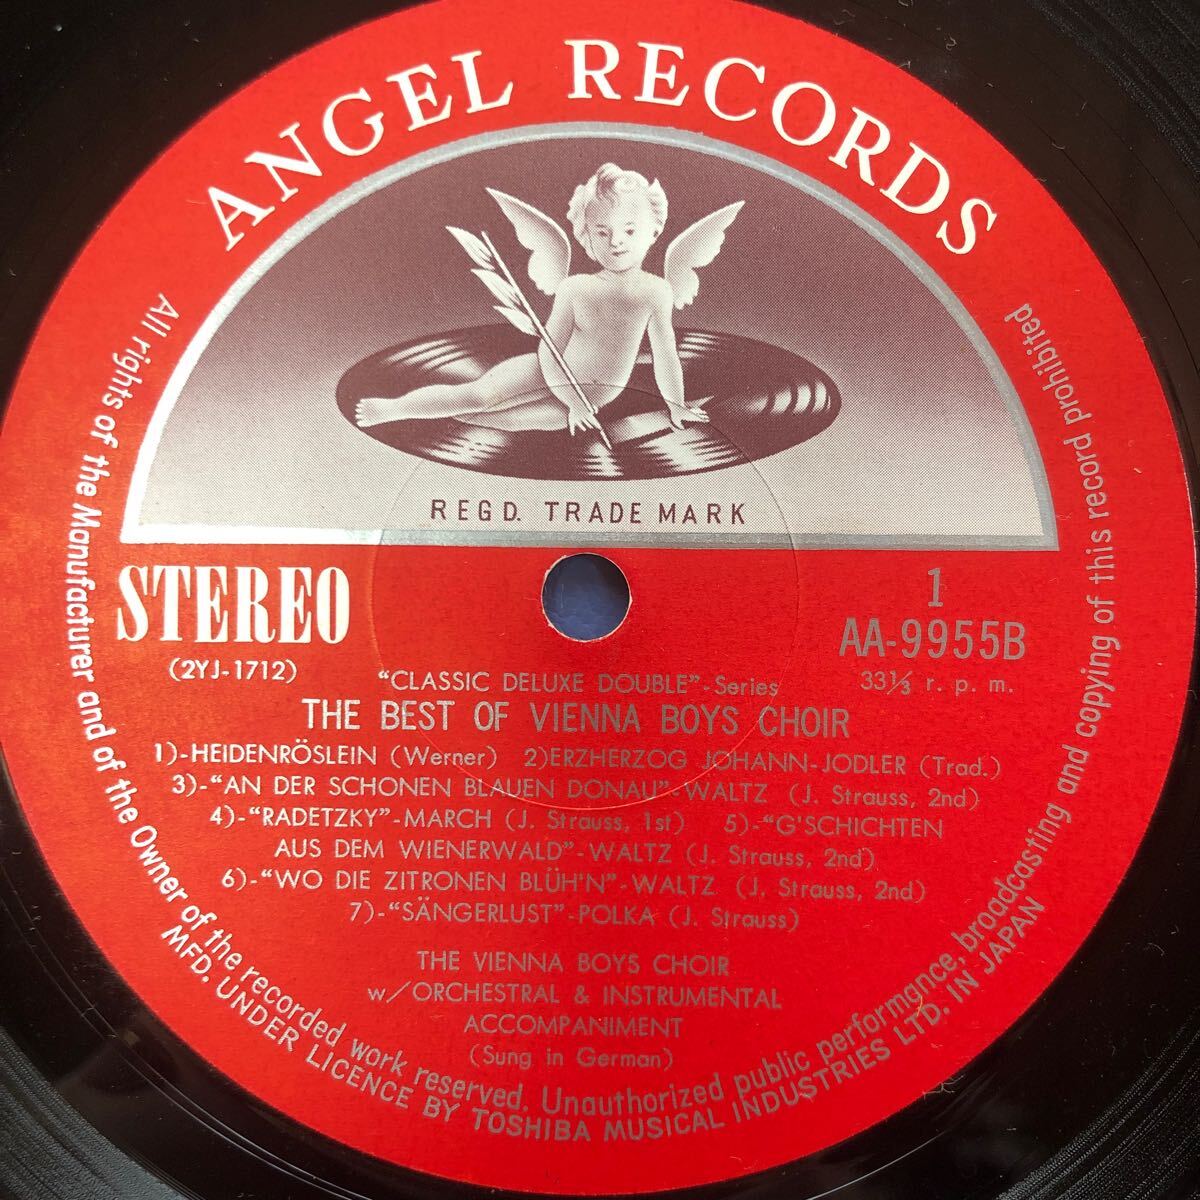 ANGEL RECORDS
REGD. TRADE MARK
STEREO
(2YJ-1712)
1
AA-9955B
33⅓ r. p. m.
"CLASSIC DELUXE DOUBLE"-Series
THE BEST OF VIENNA BOYS CHOIR
1)-HEIDENRÖSLEIN (Werner) 2)ERZHERZOG JOHANN-JODLER (Trad.)
3)-"AN DER SCHONEN BLAUEN DONAU"-WALTZ (J. Strauss, 2nd)
4)-"RADETZKY"-MARCH (J. Strauss, 1st) 5)-"G'SCHICHTEN
AUS DEM WIENERWALD"-WALTZ (J. Strauss, 2nd)
6)-"WO DIE ZITRONEN BLÜH'N"-WALTZ (J. Strauss, 2nd)
7)-"SÄNGERLUST"-POLKA (J. Strauss)
THE VIENNA BOYS CHOIR
w/ORCHESTRAL & INSTRUMENTAL
ACCOMPANIMENT
(Sung in German)
All rights of the Manufacturer and of the Owner of the recorded work reserved. Unauthorized public performance, broadcasting and copying of this record prohibited
MFD. UNDER LICENCE BY TOSHIBA MUSICAL INDUSTRIES LTD. IN JAPAN